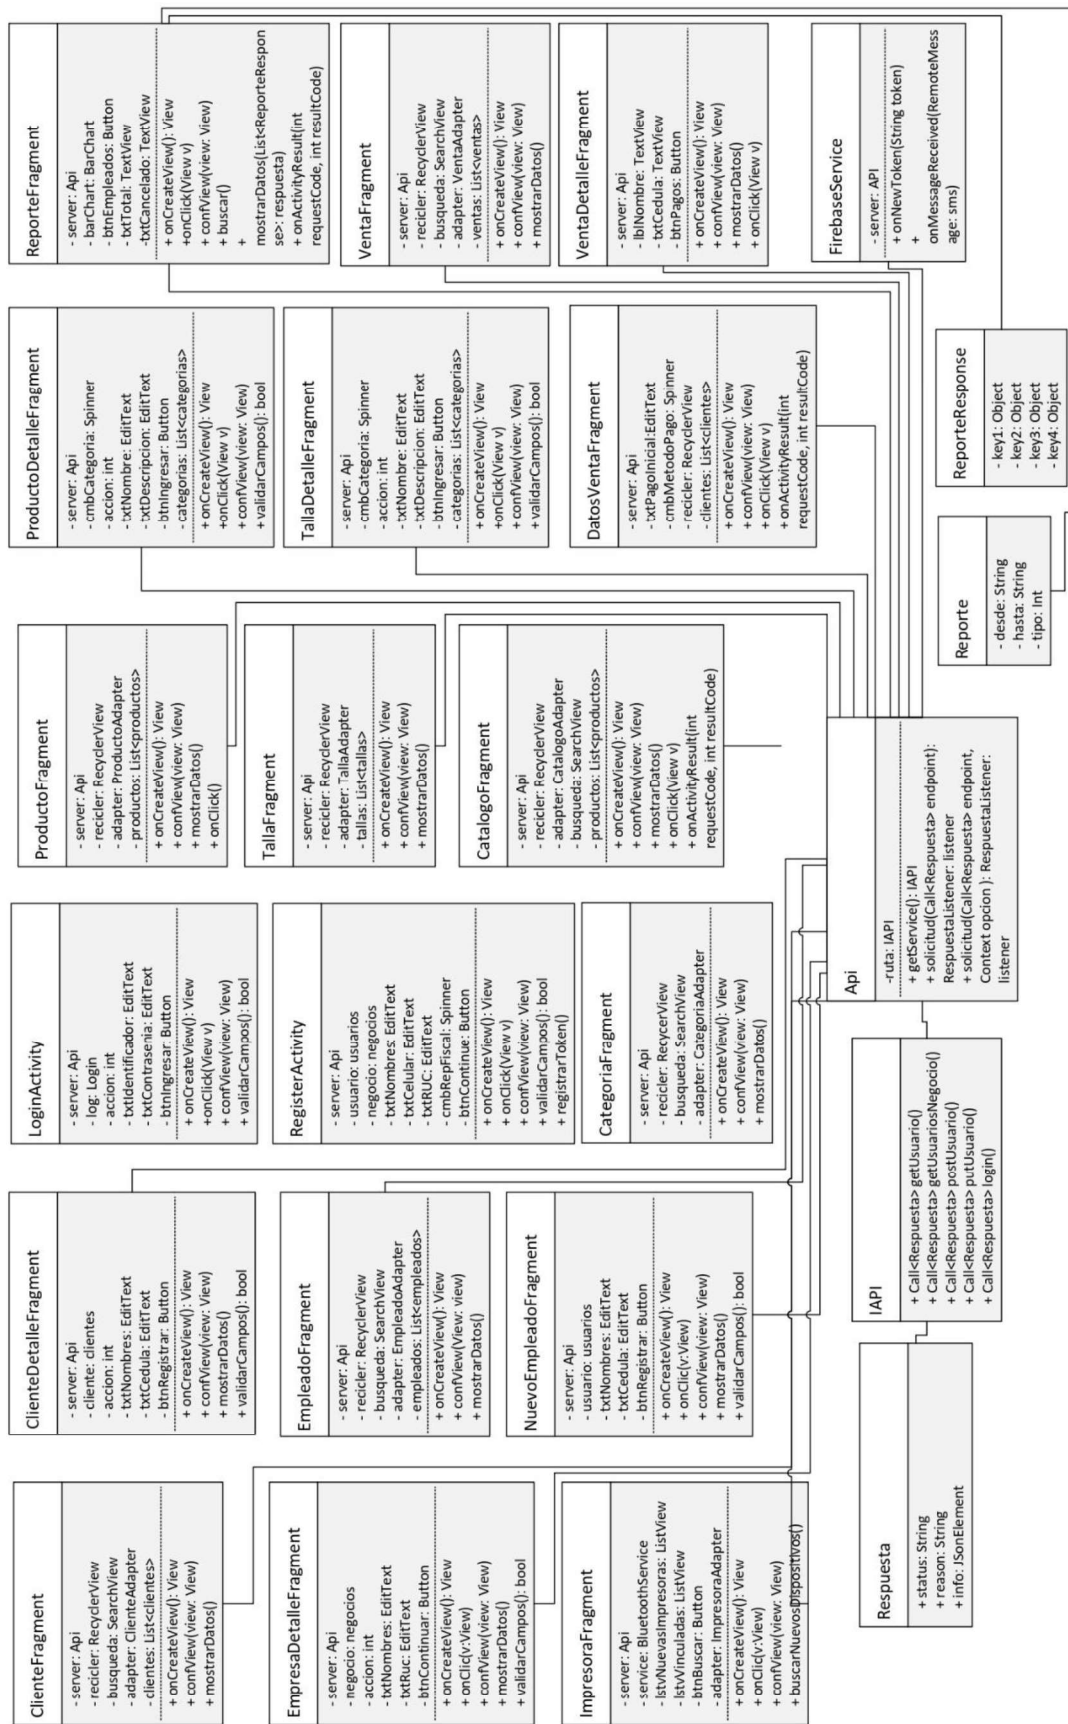 ClienteFragment
- server: Api
- recicler: RecyclerView
- busqueda: SearchView
- adapter: ClienteAdapter
- clientes: List<clientes>
+ onCreateView(): View
+ confView(view: View)
+ mostrarDatos()
ClienteDetalleFragment
- server: Api
- cliente: clientes
- accion: int
- txtNombres: EditText
- txtCedula: EditText
- btnRegistrar: Button
+ onCreateView(): View
+ confView(view: View)
+ mostrarDatos()
+ validarCampos(): bool
LoginActivity
- server: Api
- log: Login
- accion: int
- txtIdentificador: EditText
- txtContrasenia: EditText
- btnIngresar: Button
+ onCreateView(): View
+onClick(View v)
+ confView(view: View)
+ validarCampos(): bool
ProductoFragment
- server: Api
- recicler: RecyclerView
- adapter: ProductoAdapter
- productos: List<productos>
+ onCreateView(): View
+ confView(view: View)
+ mostrarDatos()
+ onClick()
ProductoDetalleFragment
- server: Api
- cmbCategoria: Spinner
- accion: int
- txtNombre: EditText
- txtDescripcion: EditText
- btnIngresar: Button
- categorias: List<categorias>
+ onCreateView(): View
+onClick(View v)
+ confView(view: View)
+ validarCampos(): bool
ReporteFragment
- server: Api
- barChart: BarChart
- btnEmpleados: Button
- txtTotal: TextView
-txtCancelado: TextView
+ onCreateView(): View
+onClick(View v)
+ confView(view: View)
+ buscar()
+
mostrarDatos(List<ReporteRespon
se>: respuesta)
+ onActivityResult(int
requestCode, int resultCode)
EmpresaDetalleFragment
- server: Api
- negocio: negocios
- accion: int
- txtNombres: EditText
- txtRuc: EditText
- btnContinuar: Button
+ onCreateView(): View
+ onClic(v:View)
+ confView(view: View)
+ mostrarDatos()
+ validarCampos(): bool
EmpleadoFragment
- server: Api
- recicler: RecyclerView
- busqueda: SearchView
- adapter: EmpleadoAdapter
- empleados: List<empleados>
+ onCreateView(): View
+ confView(View: view)
+ mostrarDatos()
RegisterActivity
- server: Api
- usuario: usuarios
- negocio: negocios
- txtNombres: EditText
- txtCelular: EditText
- txtRUC: EditText
- cmbRepFiscal: Spinner
- btnContinue: Button
+ onCreateView(): View
+ onClick(View v)
+ confView(view: View)
+ validarCampos(): bool
+ registrarToken()
TallaFragment
- server: Api
- recicler: RecyclerView
- adapter: TallaAdapter
- tallas: List<tallas>
+ onCreateView(): View
+ confView(view: View)
+ mostrarDatos()
TallaDetalleFragment
- server: Api
- cmbCategoria: Spinner
- accion: int
- txtNombre: EditText
- txtDescripcion: EditText
- btnIngresar: Button
- categorias: List<categorias>
+ onCreateView(): View
+onClick(View v)
+ confView(view: View)
+ validarCampos(): bool
VentaFragment
- server: Api
- recicler: RecyclerView
- busqueda: SearchView
- adapter: VentaAdapter
- ventas: List<ventas>
+ onCreateView(): View
+ confView(view: View)
+ mostrarDatos()
ImpresoraFragment
- server: Api
- service: BluetoothService
- lstvNuevasImpresoras: ListView
- lstvVinculadas: ListView
- btnBuscar: Button
- adapter: ImpresoraAdapter
+ onCreateView(): View
+ onClic(v:View)
+ confView(view: View)
+ buscarNuevosDispositivos()
NuevoEmpleadoFragment
- server: Api
- usuario: usuarios
- txtNombres: EditText
- txtCedula: EditText
- btnRegistrar: Button
+ onCreateView(): View
+ onClic(v:View)
+ confView(view: View)
+ mostrarDatos()
+ validarCampos(): bool
CategoriaFragment
- server: Api
- recicler: RecycerView
- busqueda: SearchView
- adapter: CategoriaAdapter
+ onCreateView(): View
+ confView(view: View)
+ mostrarDatos()
CatalogoFragment
- server: Api
- recicler: RecyclerView
- adapter: CatalogoAdapter
- busqueda: SearchView
- productos: List<productos>
+ onCreateView(): View
+ confView(view: View)
+ mostrarDatos()
+ onClick(View v)
+ onActivityResult(int
requestCode, int resultCode)
DatosVentaFragment
- server: Api
- txtPagoInicial:EditText
- cmbMetodoPago: Spinner
- recicler: RecyclerView
- clientes: List<clientes>
+ onCreateView(): View
+ confView(view: View)
+ onClick(View v)
+ onActivityResult(int
requestCode, int resultCode)
VentaDetalleFragment
- server: Api
- lblNombre: TextView
- txtCedula: TextView
- btnPagos: Button
+ onCreateView(): View
+ confView(view: View)
+ mostrarDatos()
+ onClick(View v)
Respuesta
+ status: String
+ reason: String
+ info: JSonElement
IAPI
+ Call<Respuesta> getUsuario()
+ Call<Respuesta> getUsuariosNegocio()
+ Call<Respuesta> postUsuario()
+ Call<Respuesta> putUsuario()
+ Call<Respuesta> login()
Api
-ruta: IAPI
+ getService(): IAPI
+ solicitud(Call<Respuesta> endpoint):
RespuestaListener: listener
+ solicitud(Call<Respuesta> endpoint,
Context opcion ): RespuestaListener:
listener
Reporte
- desde: String
- hasta: String
- tipo: Int
ReporteResponse
- key1: Object
- key2: Object
- key3: Object
- key4: Object
FirebaseService
- server: API
+ onNewToken(String token)
+
onMessageReceived(RemoteMess
age: sms)